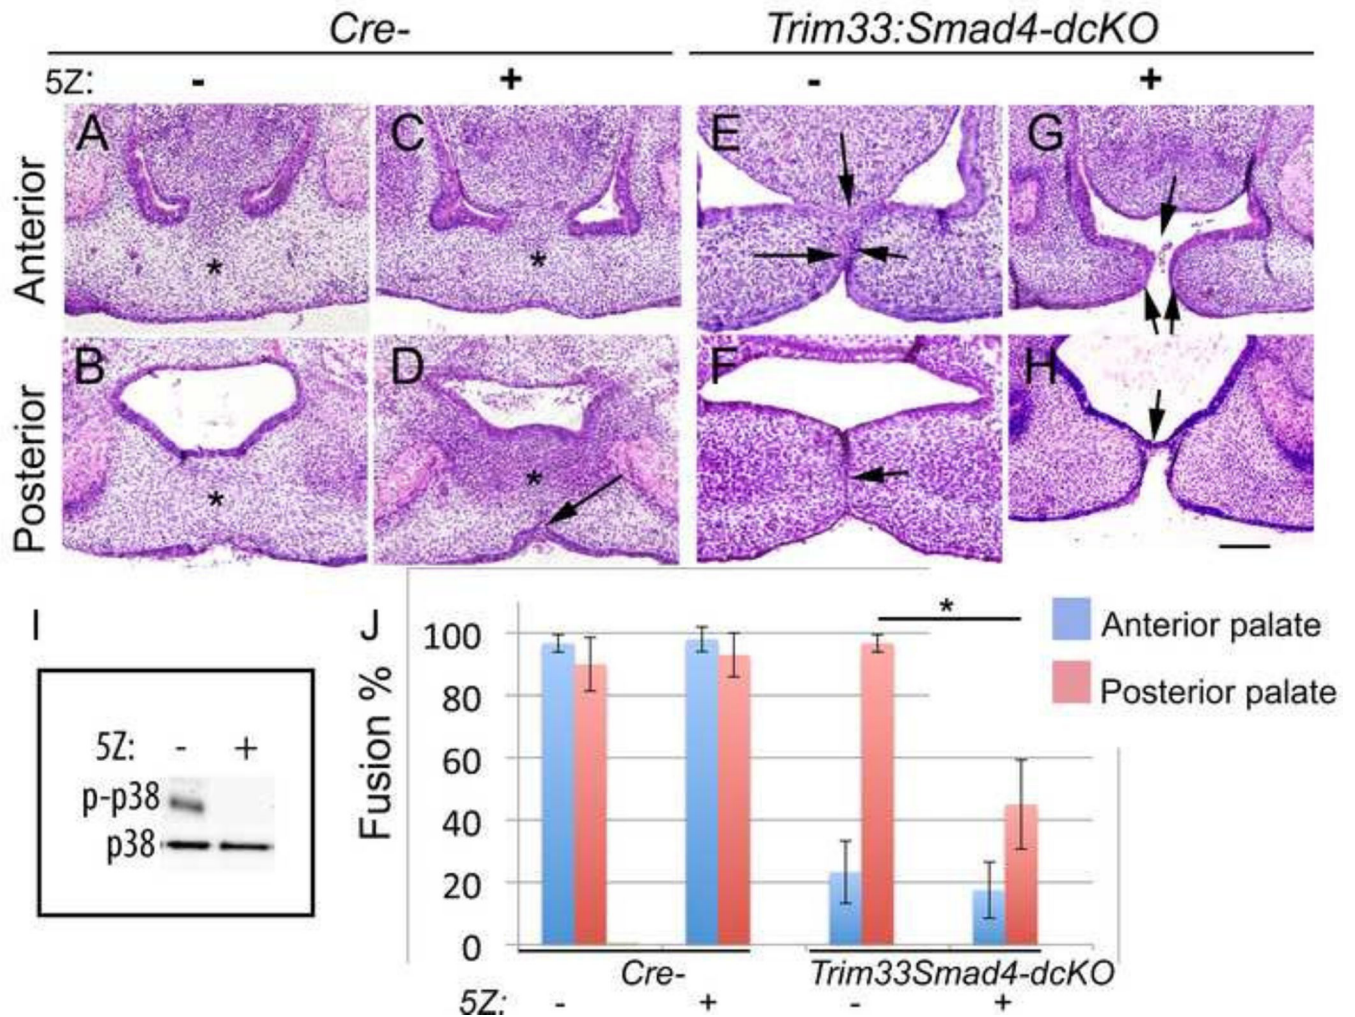 Cre- Trim33:Smad4-dcKO
5Z: - + - +
Anterior
A C E G
*
*
Posterior
B D F H
*
*
I
5Z: - +
p-p38
p38
J
Fusion %
100
80
60
40
20
0
*
Anterior palate
Posterior palate
Cre- Trim33Smad4-dcKO
5Z: - + - +